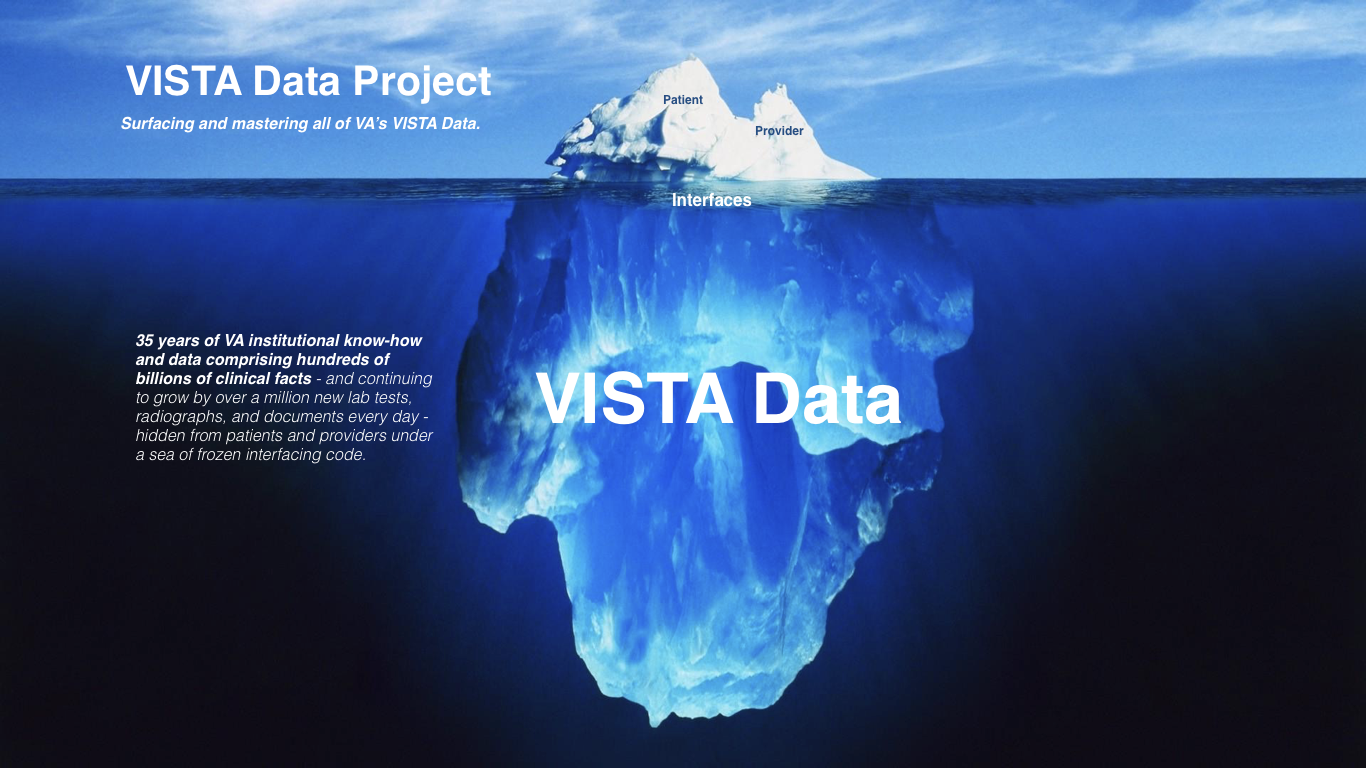 VISTA Data Project
Surfacing and mastering all of VA's VISTA Data.
Patient
Provider
Interfaces
35 years of VA institutional know-how
and data comprising hundreds of
billions of clinical facts - and continuing
to grow by over a million new lab tests,
radiographs, and documents every day -
hidden from patients and providers under
a sea of frozen interfacing code.
VISTA Data